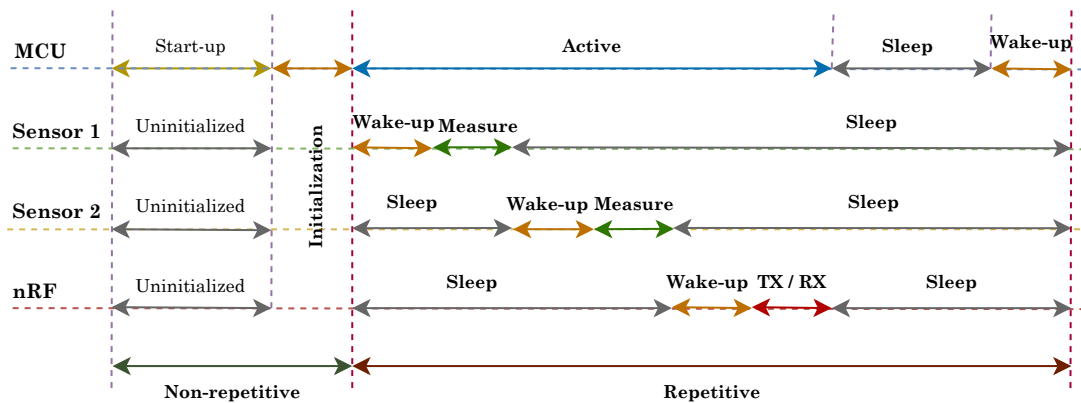 MCU
Start-up
Active
Sleep
Wake-up
Sensor 1
Uninitialized
Initialization
Wake-up
Measure
Sleep
Sensor 2
Uninitialized
Sleep
Wake-up
Measure
Sleep
nRF
Uninitialized
Sleep
Wake-up
TX / RX
Sleep
Non-repetitive
Repetitive